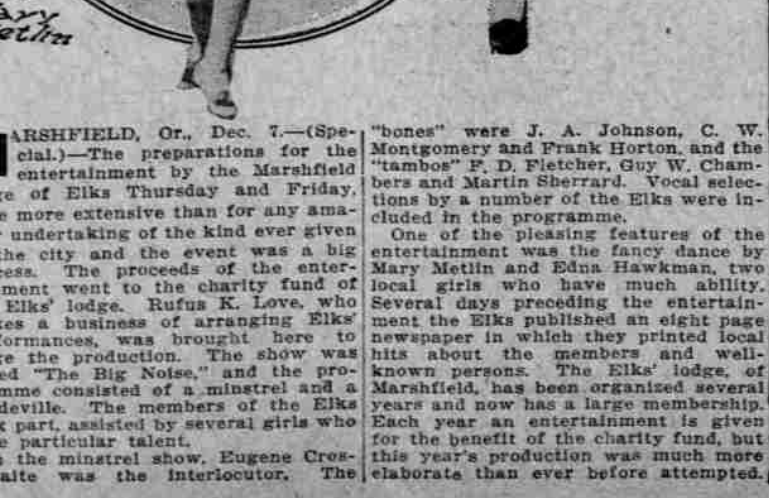 ary
etlin
ARSHFIELD, Or., Dec. 7.—(Spe-
cial.)—The preparations for the
entertainment by the Marshfield
ge of Elks Thursday and Friday,
e more extensive than for any ama-
r undertaking of the kind ever given
the city and the event was a big
cess. The proceeds of the enter-
ment went to the charity fund of
Elks' lodge. Rufus K. Love, who
kes a business of arranging Elks'
formances, was brought here to
ge the production. The show was
ed "The Big Noise," and the pro-
mme consisted of a minstrel and a
deville. The members of the Elks
k part, assisted by several girls who
e particular talent.
the minstrel show, Eugene Cros-
aite was the interlocutor. The
"bones" were J. A. Johnson, C. W.
Montgomery and Frank Horton, and the
"tambos" F. D. Fletcher, Guy W. Cham-
bers and Martin Sherrard. Vocal selec-
tions by a number of the Elks were in-
cluded in the programme.
One of the pleasing features of the
entertainment was the fancy dance by
Mary Metlin and Edna Hawkman, two
local girls who have much ability.
Several days preceding the entertain-
ment the Elks published an eight page
newspaper in which they printed local
hits about the members and well-
known persons. The Elks' lodge, of
Marshfield, has been organized several
years and now has a large membership.
Each year an entertainment is given
for the benefit of the charity fund, but
this year's production was much more
elaborate than ever before attempted.